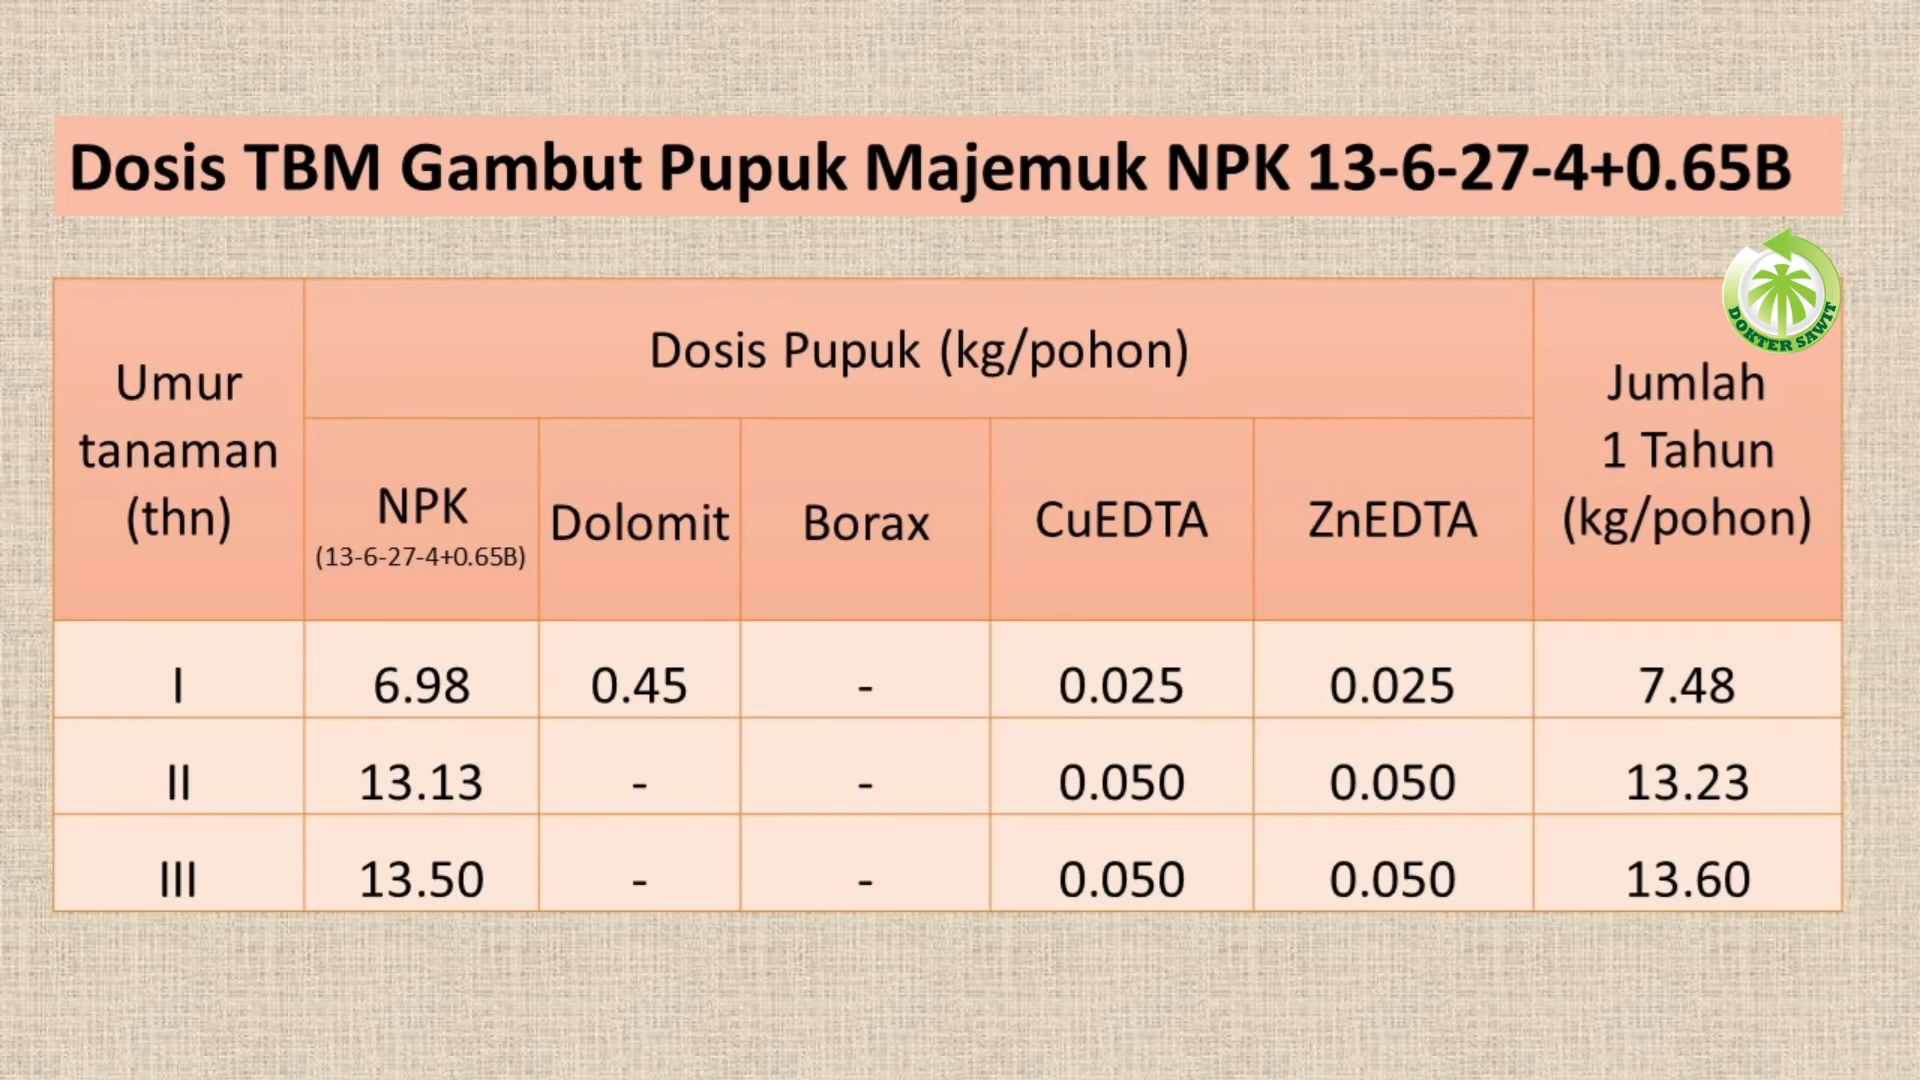 Dosis TBM Gambut Pupuk Majemuk NPK 13-6-27-4+0.65B
DOKTER SAWIT
Umur
tanaman
(thn)
Dosis Pupuk (kg/pohon)
Jumlah
1 Tahun
(kg/pohon)
NPK
(13-6-27-4+0.65B)
Dolomit
Borax
CuEDTA
ZnEDTA
I 6.98 0.45 - 0.025 0.025 7.48
II 13.13 - - 0.050 0.050 13.23
III 13.50 - - 0.050 0.050 13.60